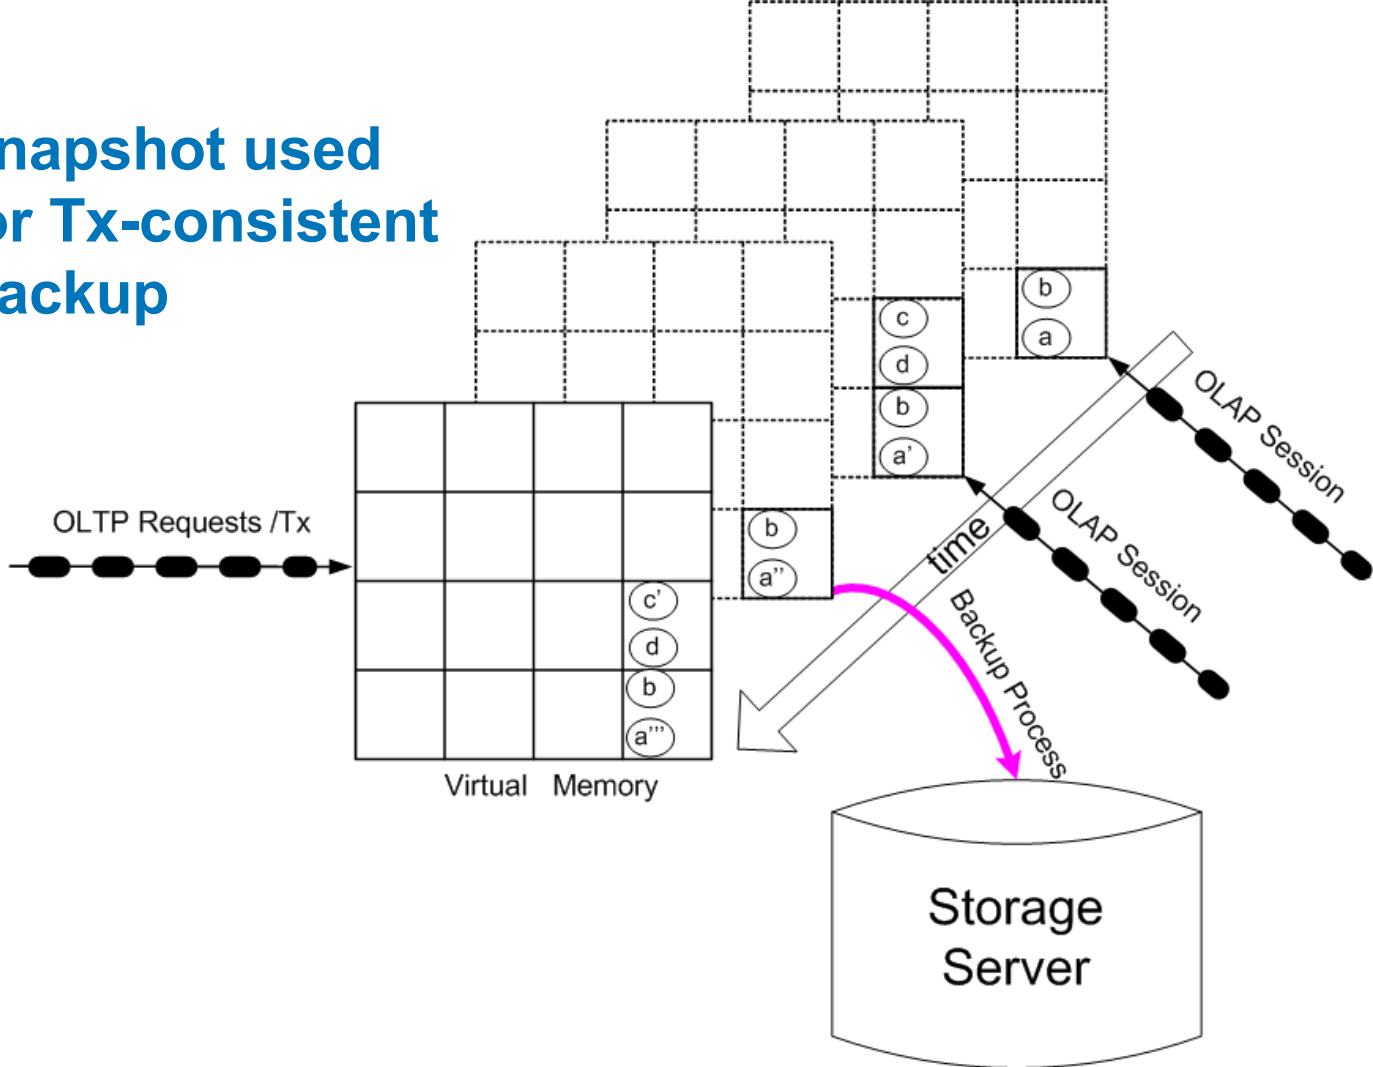 napshot used
or Tx-consistent
ackup
b
a
c
d
b
a'
OLAP Session
OLAP Session
OLTP Requests /Tx
b
a''
time
c'
d
b
a'''
Backup Process
Virtual Memory
Storage
Server